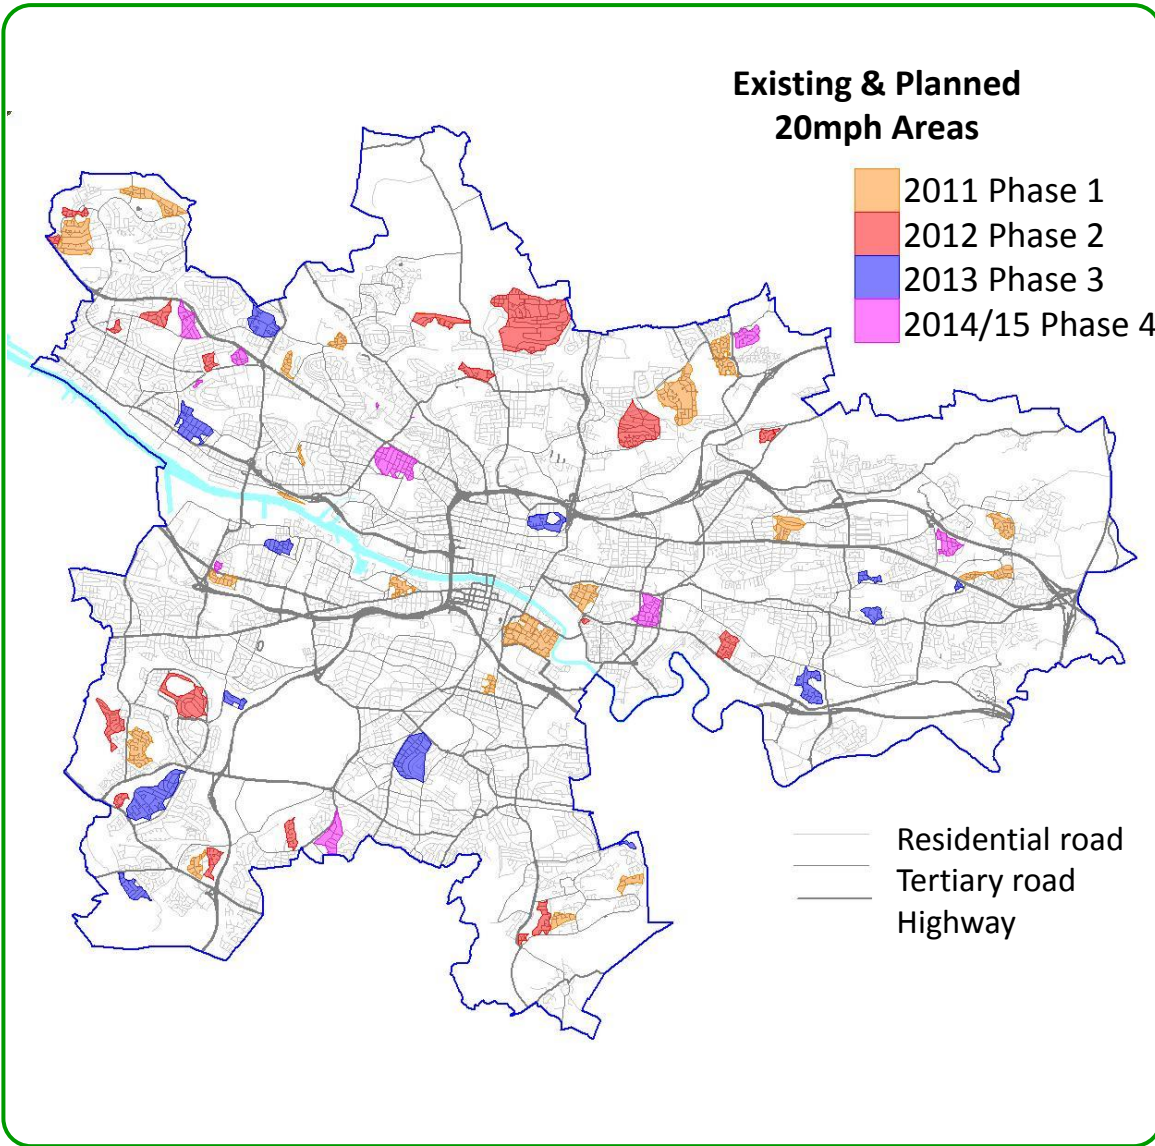 Existing & Planned
20mph Areas
2011 Phase 1
2012 Phase 2
2013 Phase 3
2014/15 Phase 4
Residential road
Tertiary road
Highway